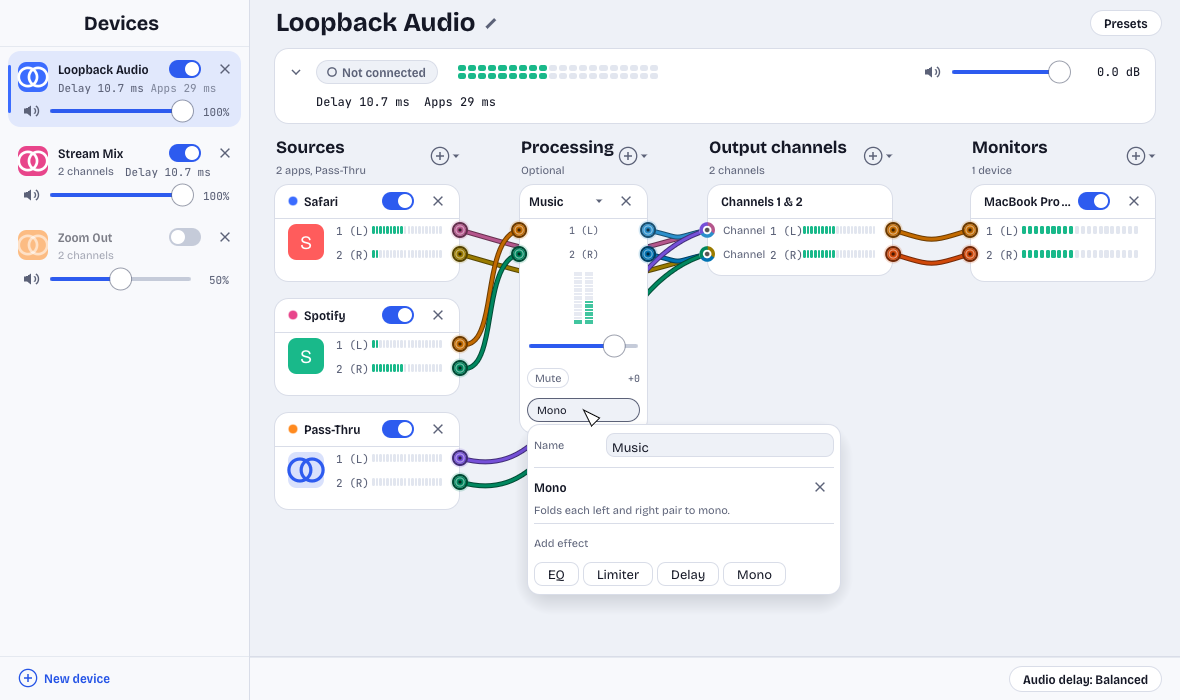 Devices
Loopback Audio
Delay 10.7 ms Apps 29 ms
100%
Stream Mix
2 channels Delay 10.7 ms
100%
Zoom Out
2 channels
50%
New device
Loopback Audio
Presets
Not connected
0.0 dB
Delay 10.7 ms Apps 29 ms
Sources
2 apps, Pass-Thru
Safari
S
1 (L)
2 (R)
Spotify
S
1 (L)
2 (R)
Pass-Thru
1 (L)
2 (R)
Processing
Optional
Music
1 (L)
2 (R)
Mute +0
Mono
Name Music
Mono
Folds each left and right pair to mono.
Add effect
EQ Limiter Delay Mono
Output channels
2 channels
Channels 1 & 2
Channel 1 (L)
Channel 2 (R)
Monitors
1 device
MacBook Pro...
1 (L)
2 (R)
Audio delay: Balanced